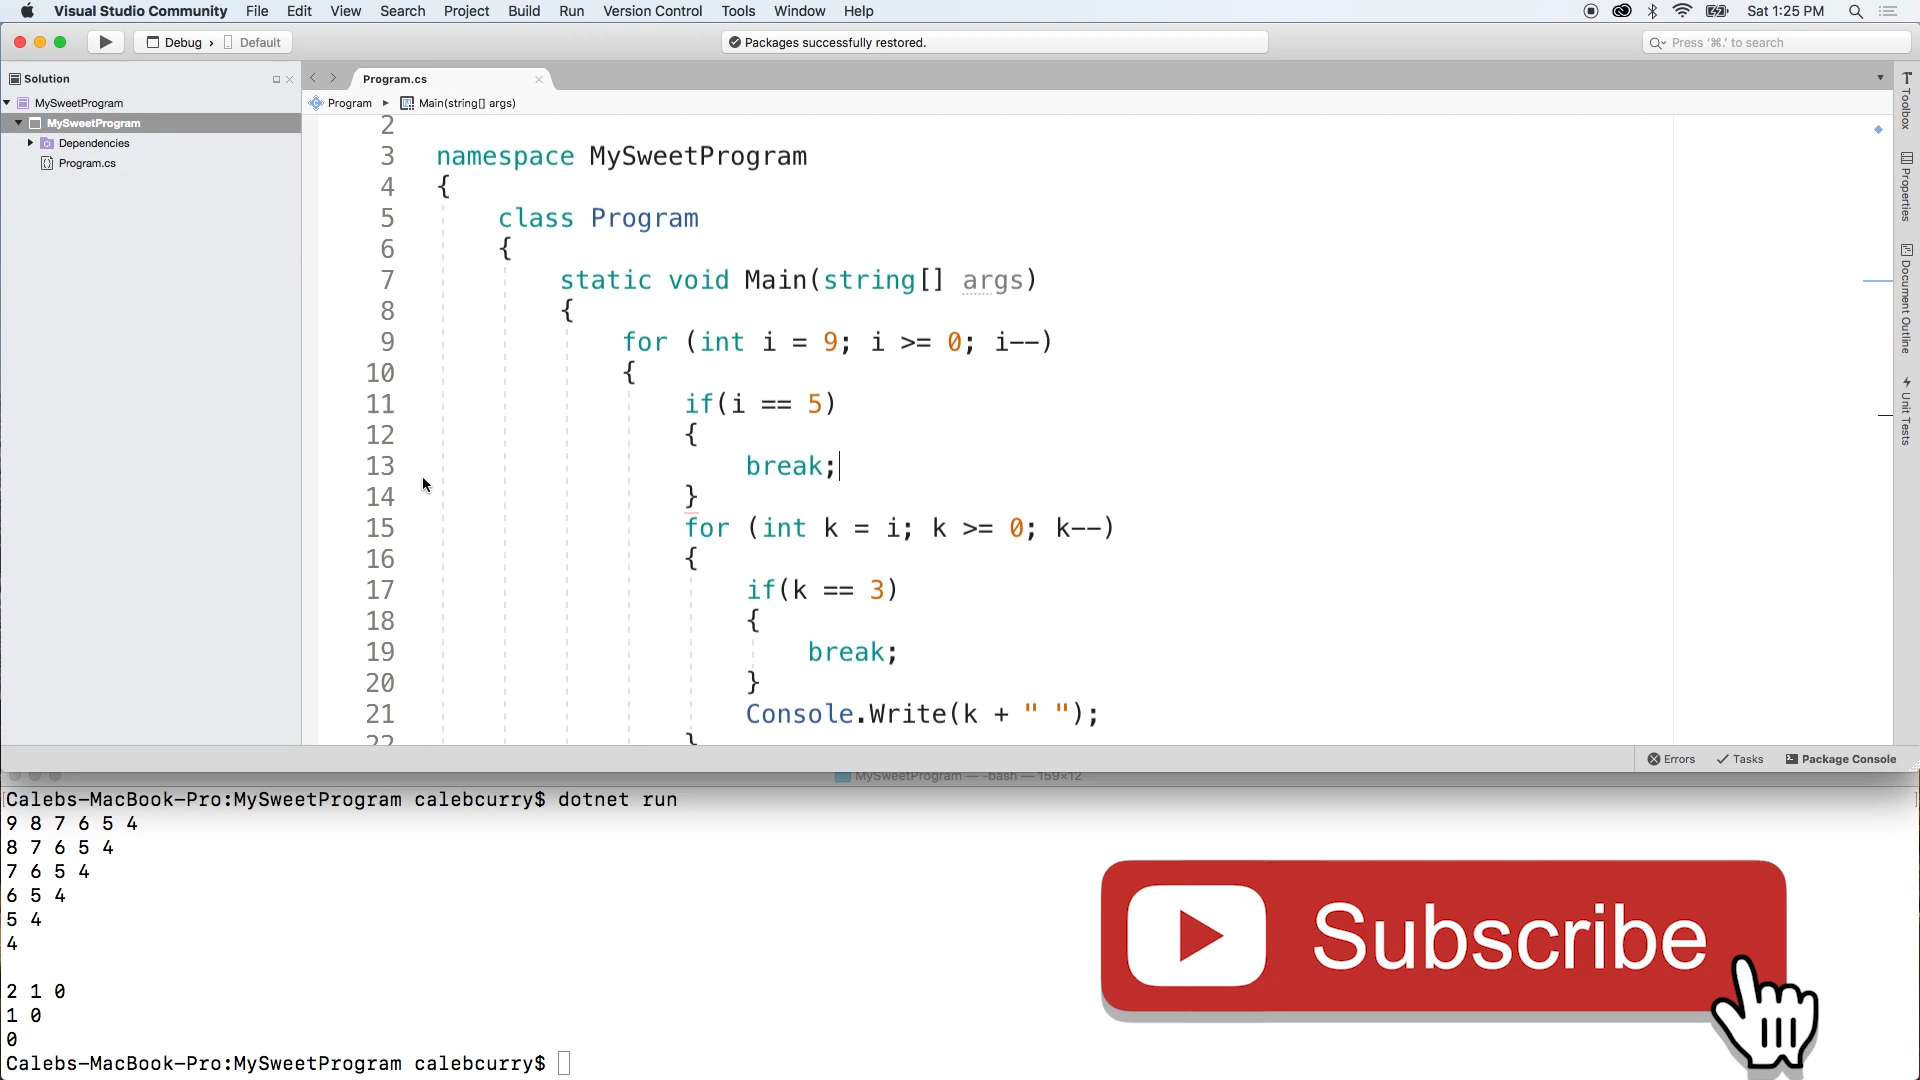 Visual Studio Community File Edit View Search Project Build Run Version Control Tools Window Help Sat 1:25 PM
Debug › Default Packages successfully restored. Press ‘⌘.’ to search
Solution
MySweetProgram
MySweetProgram
Dependencies
Program.cs
Program.cs
Program Main(string[] args)
2
3 namespace MySweetProgram
4 {
5 class Program
6 {
7 static void Main(string[] args)
8 {
9 for (int i = 9; i >= 0; i--)
10 {
11 if(i == 5)
12 {
13 break;
14 }
15 for (int k = i; k >= 0; k--)
16 {
17 if(k == 3)
18 {
19 break;
20 }
21 Console.Write(k + " ");
22 }
Toolbox
Properties
Document Outline
Unit Tests
Errors Tasks Package Console
MySweetProgram — -bash — 159×12
Calebs-MacBook-Pro:MySweetProgram calebcurry$ dotnet run
9 8 7 6 5 4
8 7 6 5 4
7 6 5 4
6 5 4
5 4
4
2 1 0
1 0
0
Calebs-MacBook-Pro:MySweetProgram calebcurry$
Subscribe